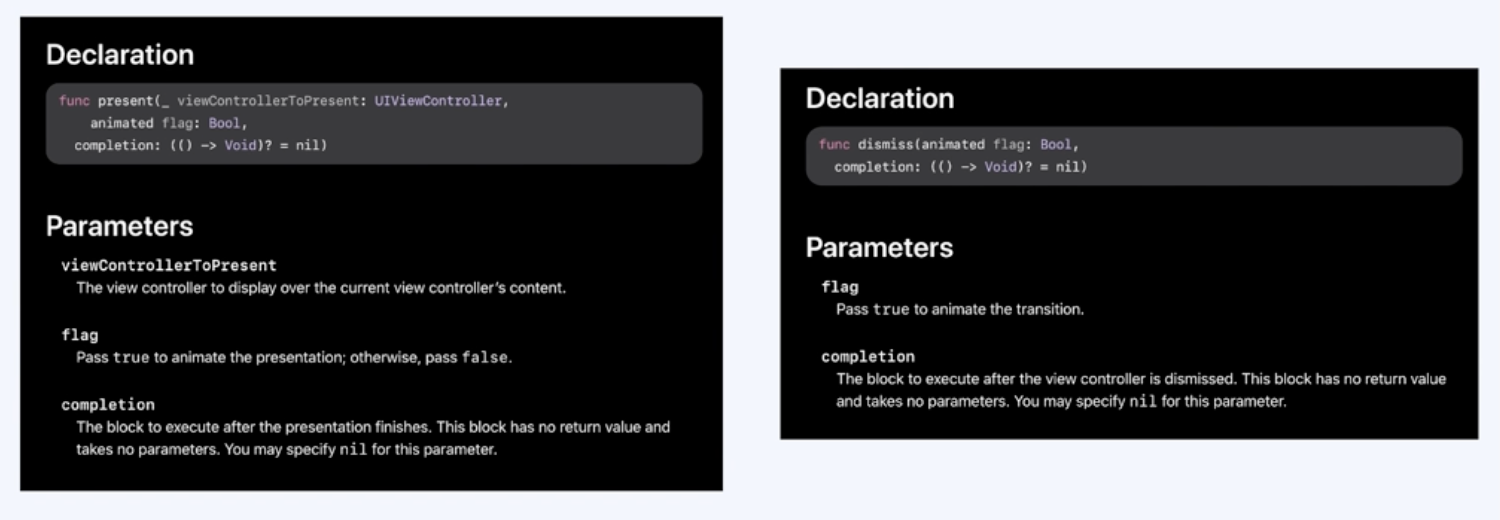 Declaration
func present(_ viewControllerToPresent: UIViewController,
animated flag: Bool,
completion: (() -> Void)? = nil)
Parameters
viewControllerToPresent
The view controller to display over the current view controller's content.
flag
Pass true to animate the presentation; otherwise, pass false.
completion
The block to execute after the presentation finishes. This block has no return value and
takes no parameters. You may specify nil for this parameter.
Declaration
func dismiss(animated flag: Bool,
completion: (() -> Void)? = nil)
Parameters
flag
Pass true to animate the transition.
completion
The block to execute after the view controller is dismissed. This block has no return value
and takes no parameters. You may specify nil for this parameter.